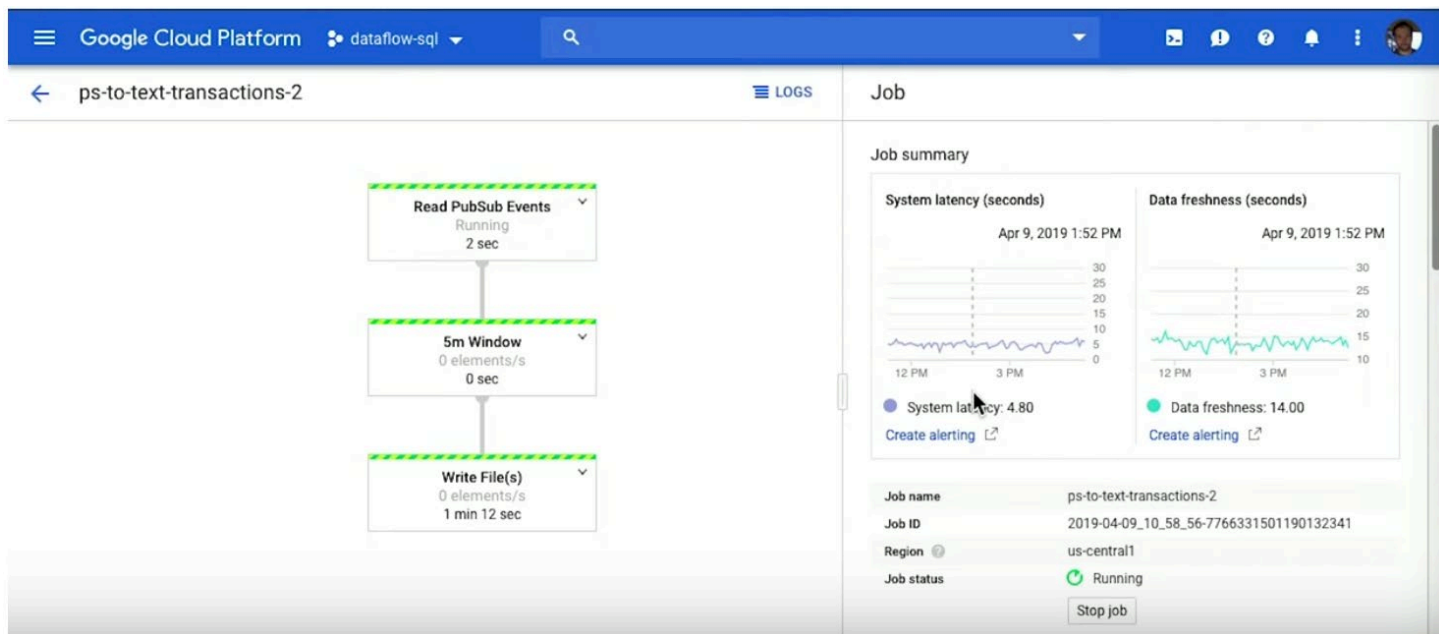 Google Cloud Platform dataflow-sql
ps-to-text-transactions-2 LOGS
Read PubSub Events
Running
2 sec
5m Window
0 elements/s
0 sec
Write File(s)
0 elements/s
1 min 12 sec
Job
Job summary
System latency (seconds)
Apr 9, 2019 1:52 PM
30
25
20
15
10
5
0
12 PM 3 PM
System latency: 4.80
Create alerting
Data freshness (seconds)
Apr 9, 2019 1:52 PM
30
25
20
15
10
12 PM 3 PM
Data freshness: 14.00
Create alerting
Job name ps-to-text-transactions-2
Job ID 2019-04-09_10_58_56-7766331501190132341
Region us-central1
Job status Running
Stop job